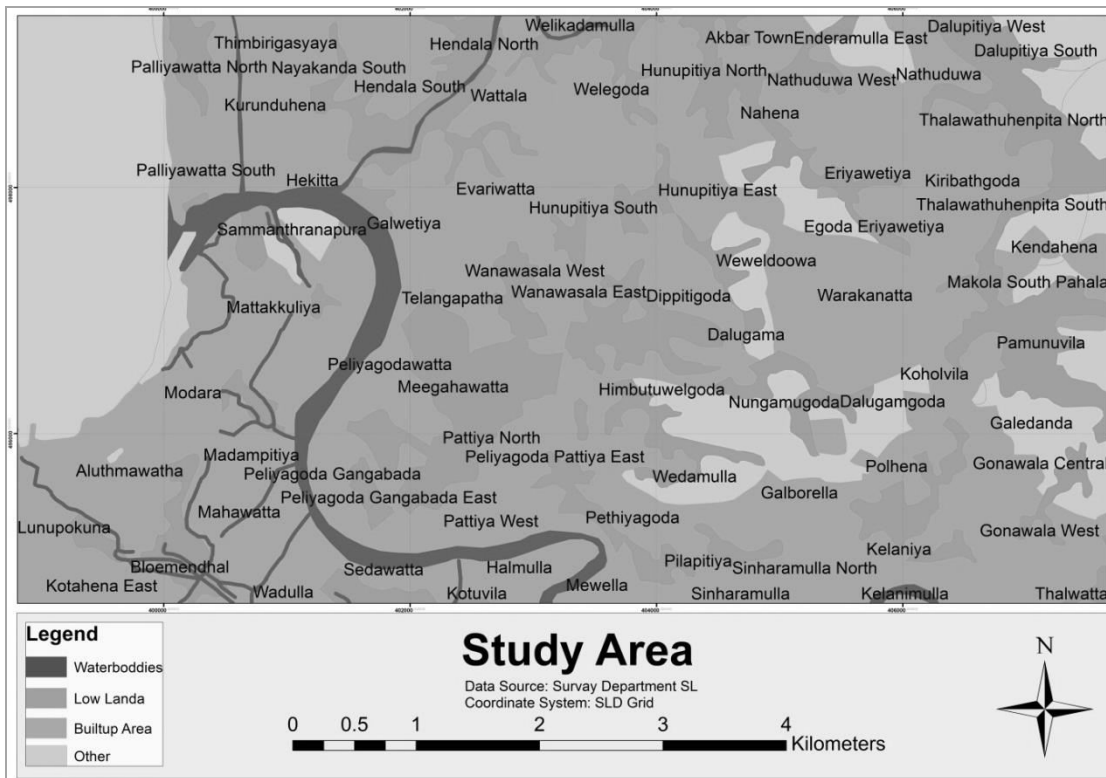 Welikadamulla
Dalupitiya West
Thimbirigasyaya
Hendala North
Akbar Town
Enderamulla East
Dalupitiya South
Palliyawatta North
Nayakanda South
Hunupitiya North
Nathuduwa West
Nathuduwa
Hendala South
Wattala
Welegoda
Kurunduhena
Nahena
Thalawathuhenpita North
Palliyawatta South
Hekitta
Evariwatta
Hunupitiya East
Eriyawetiya
Kiribathgoda
Hunupitiya South
Thalawathuhenpita South
Sammanthranapura
Galwetiya
Egoda Eriyawetiya
Kendahena
Weweldoowa
Wanawasala West
Makola South Pahala
Mattakkuliya
Telangapatha
Wanawasala East
Dippitigoda
Warakanatta
Dalugama
Pamunuvila
Peliyagodawatta
Koholvila
Modara
Meegahawatta
Himbutuwelgoda
Nungamugoda
Dalugamgoda
Galedanda
Pattiya North
Madampitiya
Peliyagoda Pattiya East
Aluthmawatha
Peliyagoda Gangabada
Wedamulla
Polhena
Gonawala Central
Peliyagoda Gangabada East
Galborella
Mahawatta
Pattiya West
Pethiyagoda
Lunupokuna
Gonawala West
Kelaniya
Bloemendhal
Sedawatta
Halmulla
Pilapitiya
Sinharamulla North
Kotahena East
Wadulla
Kotuvila
Mewella
Sinharamulla
Kelanimulla
Thalwatta
400000
402000
404000
406000
Legend
Waterboddies
Low Landa
Builtup Area
Other
Study Area
Data Source: Survay Department SL
Coordinate System: SLD Grid
0 0.5 1 2 3 4
Kilometers
N